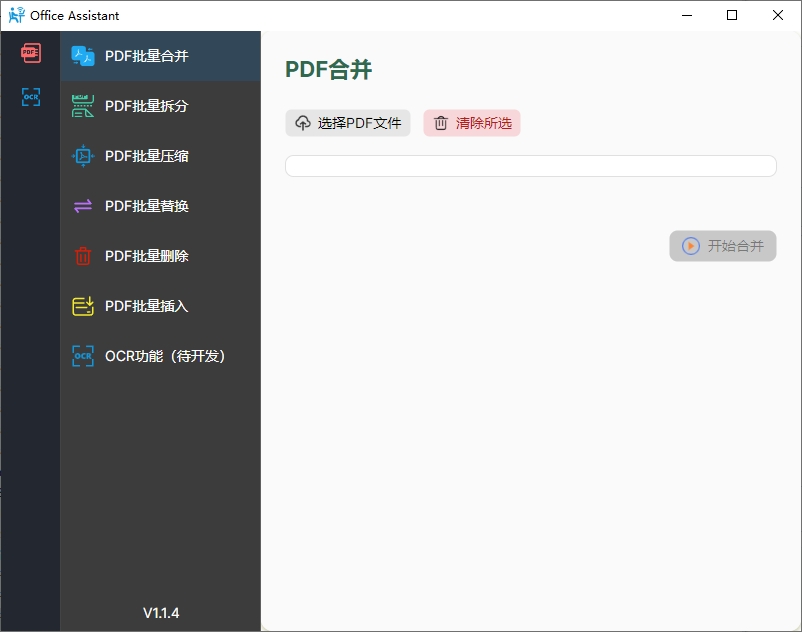 Office Assistant
PDF
OCR
PDF批量合并
PDF批量拆分
PDF批量压缩
PDF批量替换
PDF批量删除
PDF批量插入
OCR
OCR功能（待开发）
V1.1.4
PDF合并
选择PDF文件
清除所选
开始合并